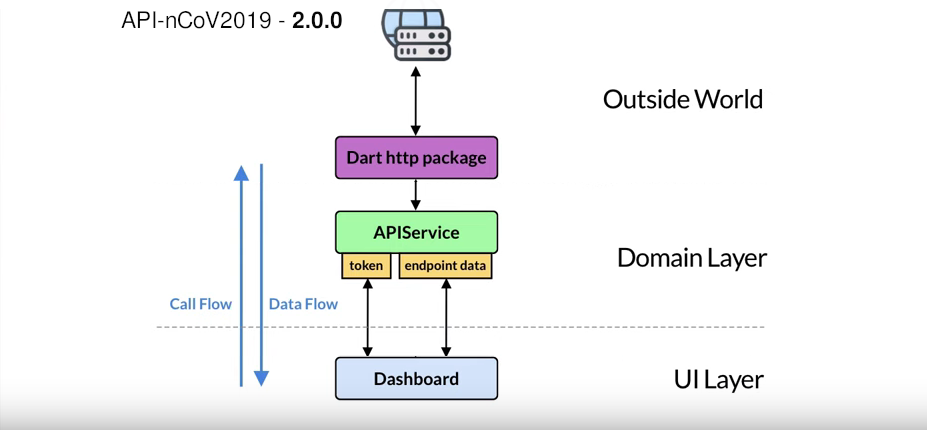 API-nCoV2019 - 2.0.0
Outside World
Dart http package
APIService
token
endpoint data
Domain Layer
Call Flow
Data Flow
Dashboard
UI Layer